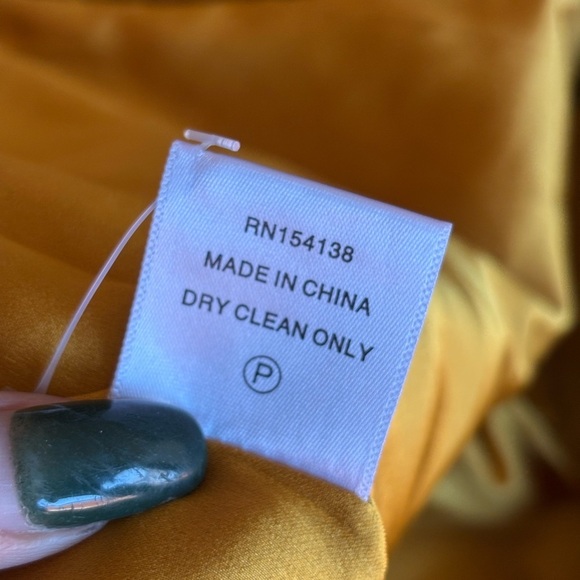 RN154138
MADE IN CHINA
DRY CLEAN ONLY
P